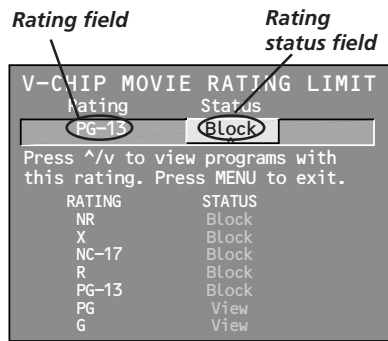 Rating field
Rating
status field
V-CHIP MOVIE RATING LIMIT
Rating Status
PG-13 Block
Press ^/v to view programs with
this rating. Press MENU to exit.
RATING STATUS
NR Block
X Block
NC-17 Block
R Block
PG-13 Block
PG View
G View